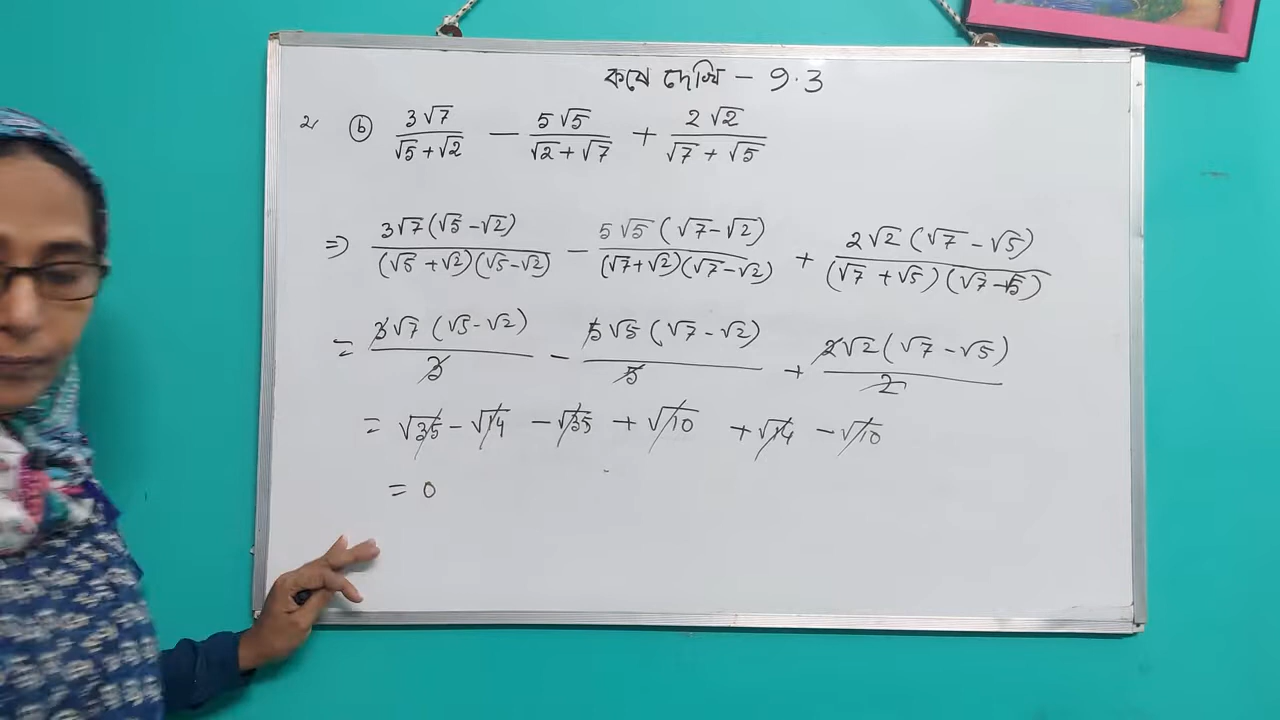 কষে দেখি – 9.3
2. ⓑ 3√7/(√5+√2) − 5√5/(√2+√7) + 2√2/(√7+√5)
⇒ 3√7(√5−√2)/(√5+√2)(√5−√2) − 5√5(√7−√2)/(√7+√2)(√7−√2) + 2√2(√7−√5)/(√7+√5)(√7−√5)
= 3√7(√5−√2)/3 − 5√5(√7−√2)/5 + 2√2(√7−√5)/2
= √35 − √14 − √35 + √10 + √14 − √10
= 0